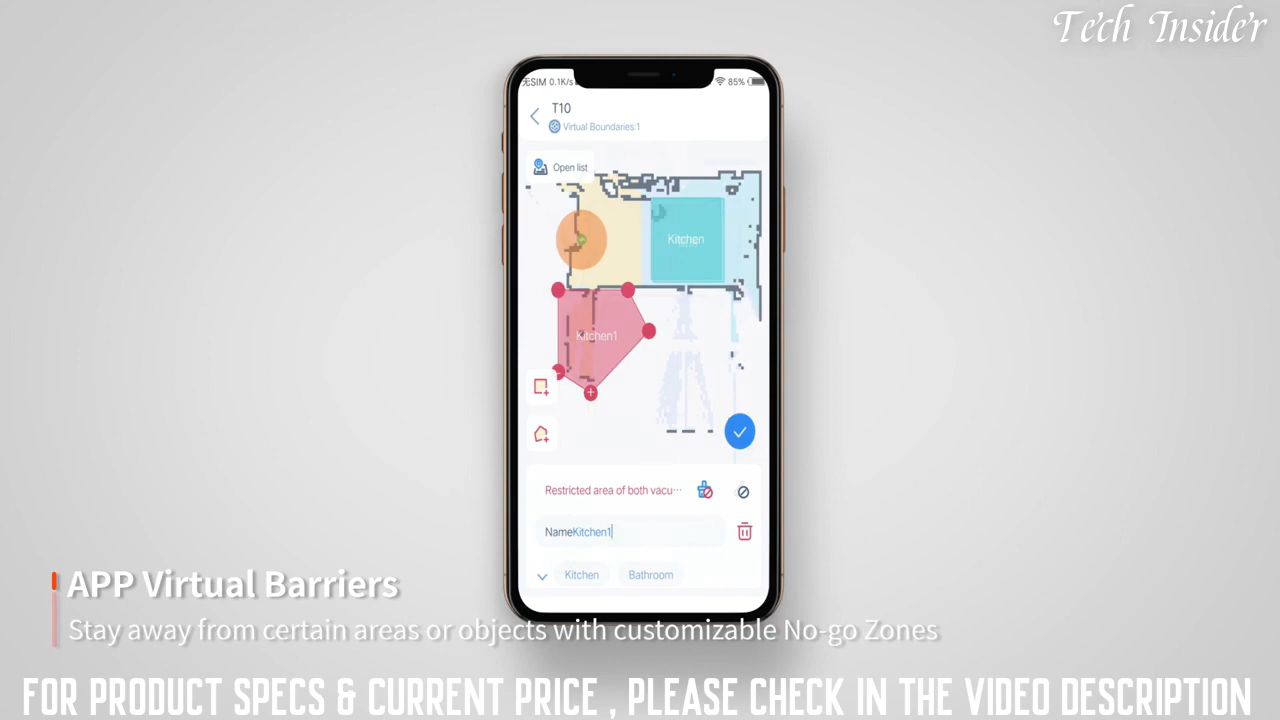 Tech Insider
无SIM 0.1K/s
85%
T10
Virtual Boundaries:1
Open list
Kitchen
Kitchen1
Restricted area of both vacu···
NameKitchen1
Kitchen
Bathroom
APP Virtual Barriers
Stay away from certain areas or objects with customizable No-go Zones
FOR PRODUCT SPECS & CURRENT PRICE , PLEASE CHECK IN THE VIDEO DESCRIPTION